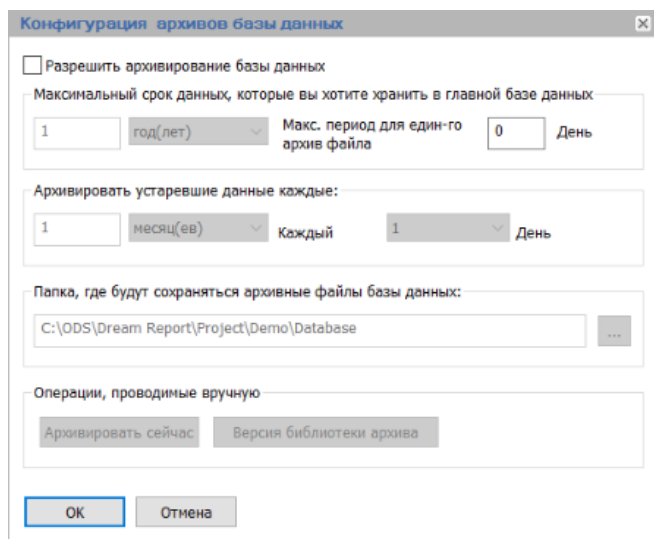 Конфигурация архивов базы данных
Разрешить архивирование базы данных
Максимальный срок данных, которые вы хотите хранить в главной базе данных
1 год(лет) Макс. период для един-го архив файла 0 День
Архивировать устаревшие данные каждые:
1 месяц(ев) Каждый 1 День
Папка, где будут сохраняться архивные файлы базы данных:
C:\ODS\Dream Report\Project\Demo\Database ...
Операции, проводимые вручную
Архивировать сейчас Версия библиотеки архива
OK Отмена